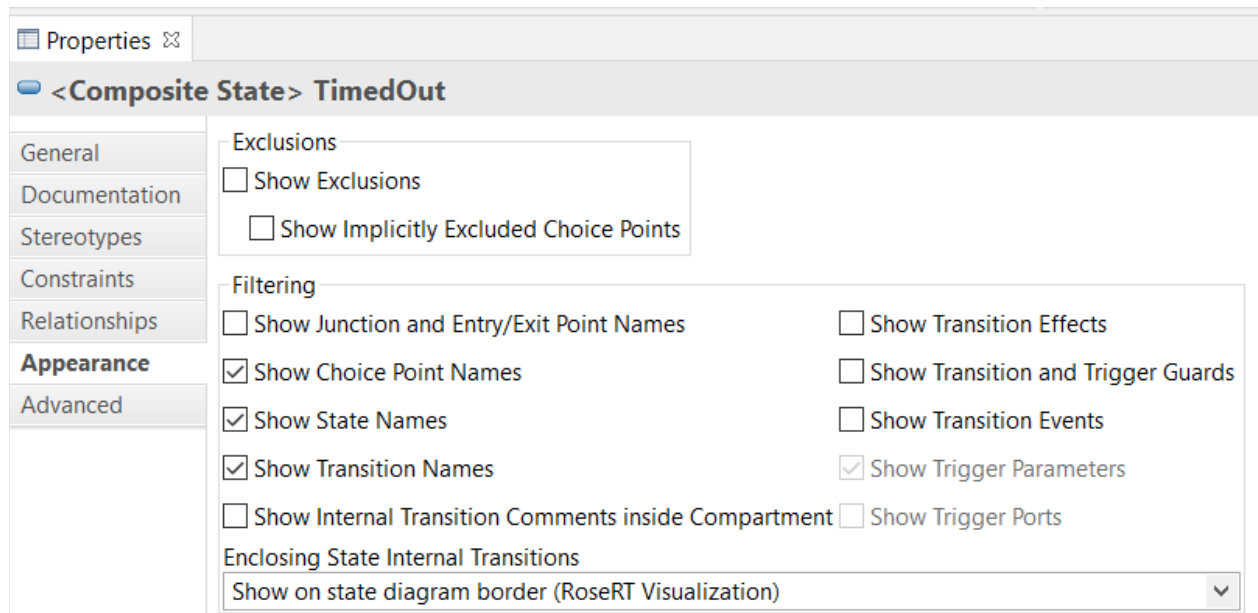 Properties
<Composite State> TimedOut
General
Documentation
Stereotypes
Constraints
Relationships
Appearance
Advanced
Exclusions
Show Exclusions
Show Implicitly Excluded Choice Points
Filtering
Show Junction and Entry/Exit Point Names
Show Transition Effects
Show Choice Point Names
Show Transition and Trigger Guards
Show State Names
Show Transition Events
Show Transition Names
Show Trigger Parameters
Show Internal Transition Comments inside Compartment
Show Trigger Ports
Enclosing State Internal Transitions
Show on state diagram border (RoseRT Visualization)